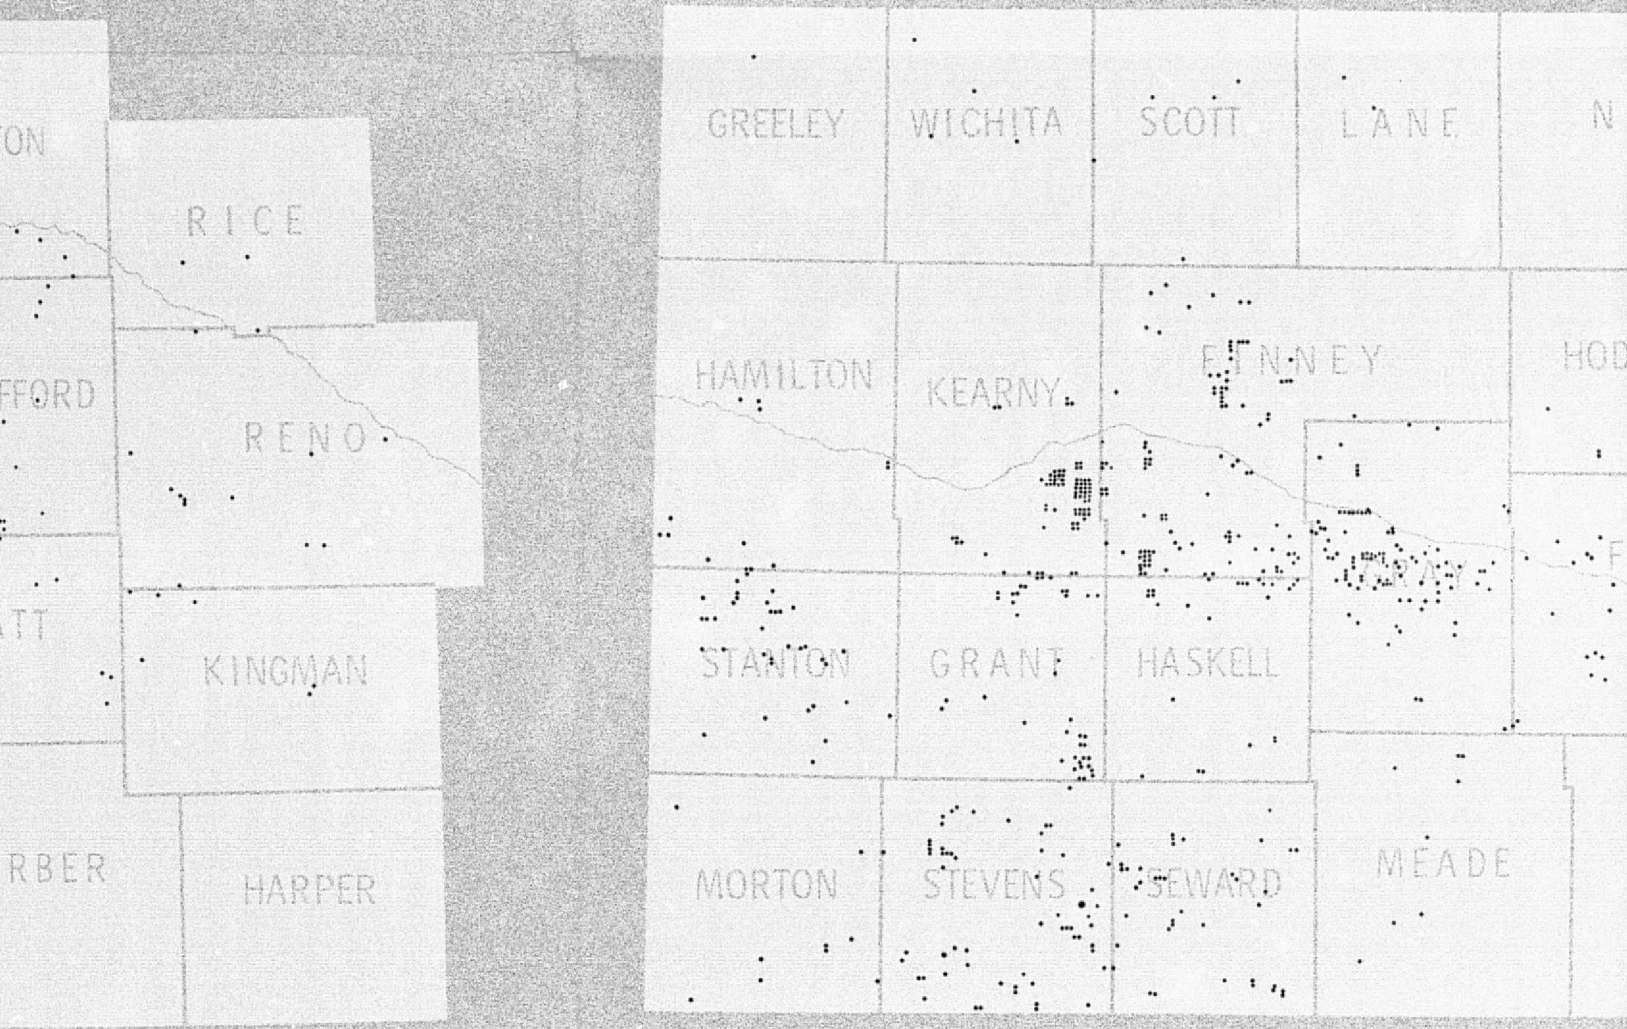 GREELEY WICHITA SCOTT LANE N
ON
RICE
HAMILTON KEARNY FINNEY HOD
FFORD
RENO
GRAY F
ATT
KINGMAN
STANTON GRANT HASKELL
RBER
HARPER
MORTON STEVENS SEWARD MEADE